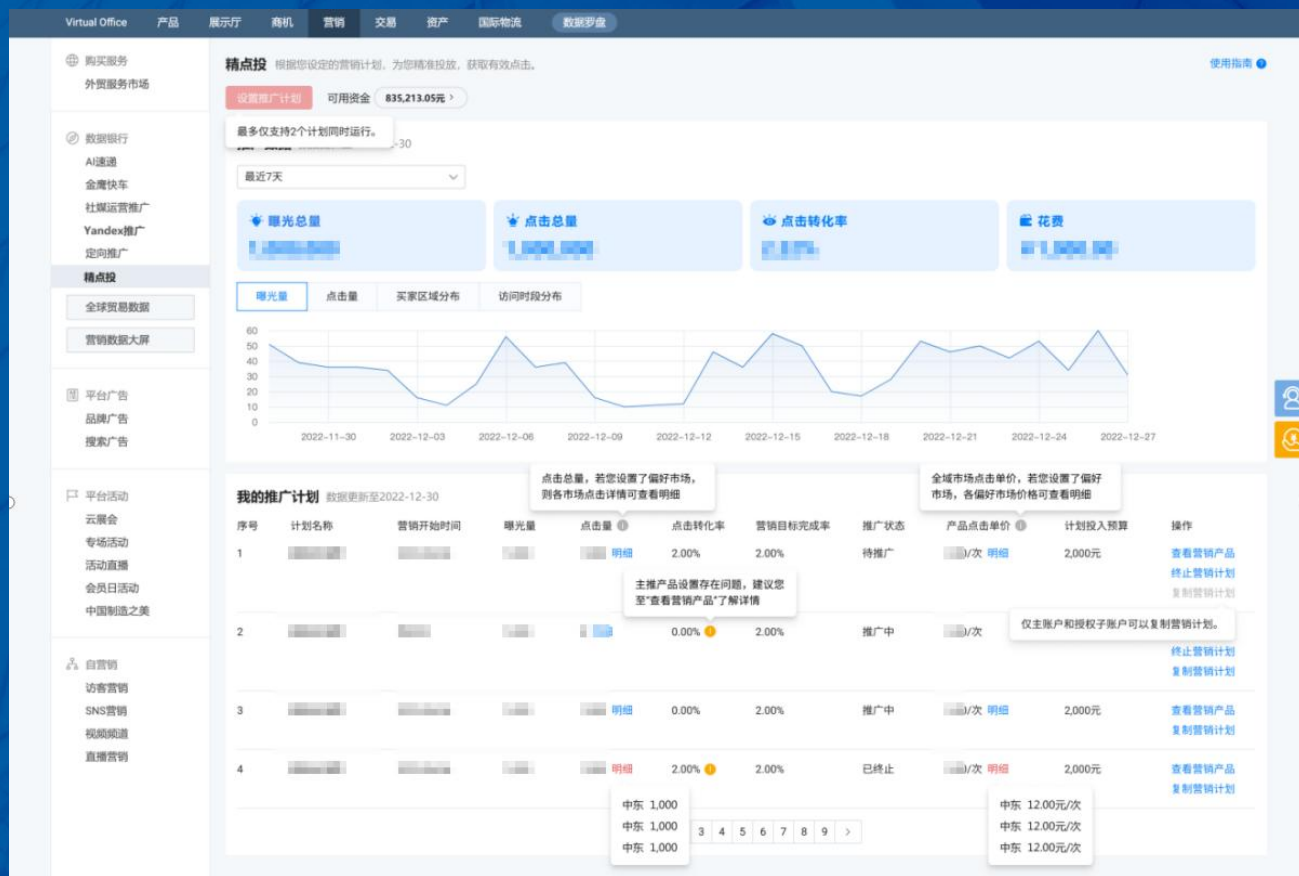 Virtual Office 产品 展示厅 商机 营销 交易 资产 国际物流 数据罗盘
购买服务
外贸服务市场
数据银行
AI速递
金鹰快车
社媒运营推广
Yandex推广
定向推广
精点投
全球贸易数据
营销数据大屏
平台广告
品牌广告
搜索广告
平台活动
云展会
专场活动
活动直播
会员日活动
中国制造之美
自营销
访客营销
SNS营销
视频频道
直播营销
精点投 根据您设定的营销计划，为您精准投放，获取有效点击。 使用指南
设置推广计划 可用资金 835,213.05元 >
最多仅支持2个计划同时运行。
-30
最近7天
曝光总量 点击总量 点击转化率 花费
曝光量 点击量 买家区域分布 访问时段分布
60
50
40
30
20
10
0
2022-11-30 2022-12-03 2022-12-06 2022-12-09 2022-12-12 2022-12-15 2022-12-18 2022-12-21 2022-12-24 2022-12-27
点击总量，若您设置了偏好市场，
则各市场点击详情可查看明细
全域市场点击单价，若您设置了偏好
市场，各偏好市场价格可查看明细
我的推广计划 数据更新至2022-12-30
序号 计划名称 营销开始时间 曝光量 点击量 点击转化率 营销目标完成率 推广状态 产品点击单价 计划投入预算 操作
1 明细 2.00% 2.00% 待推广 /次 明细 2,000元 查看营销产品
终止营销计划
复制营销计划
主推产品设置存在问题，建议您
至"查看营销产品"了解详情
仅主账户和授权子账户可以复制营销计划。
2 0.00% 2.00% 推广中 /次
终止营销计划
复制营销计划
3 明细 0.00% 2.00% 推广中 /次 明细 2,000元 查看营销产品
复制营销计划
4 明细 2.00% 2.00% 已终止 /次 明细 2,000元 查看营销产品
复制营销计划
中东 1,000
中东 1,000
中东 1,000
3 4 5 6 7 8 9 >
中东 12.00元/次
中东 12.00元/次
中东 12.00元/次